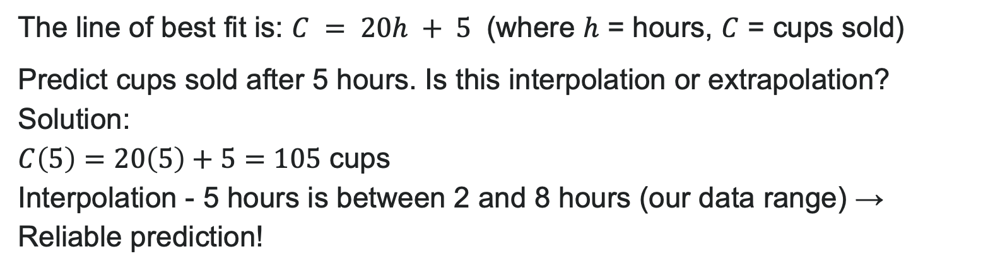 The line of best fit is: C = 20h + 5 (where h = hours, C = cups sold)
Predict cups sold after 5 hours. Is this interpolation or extrapolation?
Solution:
C(5) = 20(5) + 5 = 105 cups
Interpolation - 5 hours is between 2 and 8 hours (our data range) →
Reliable prediction!